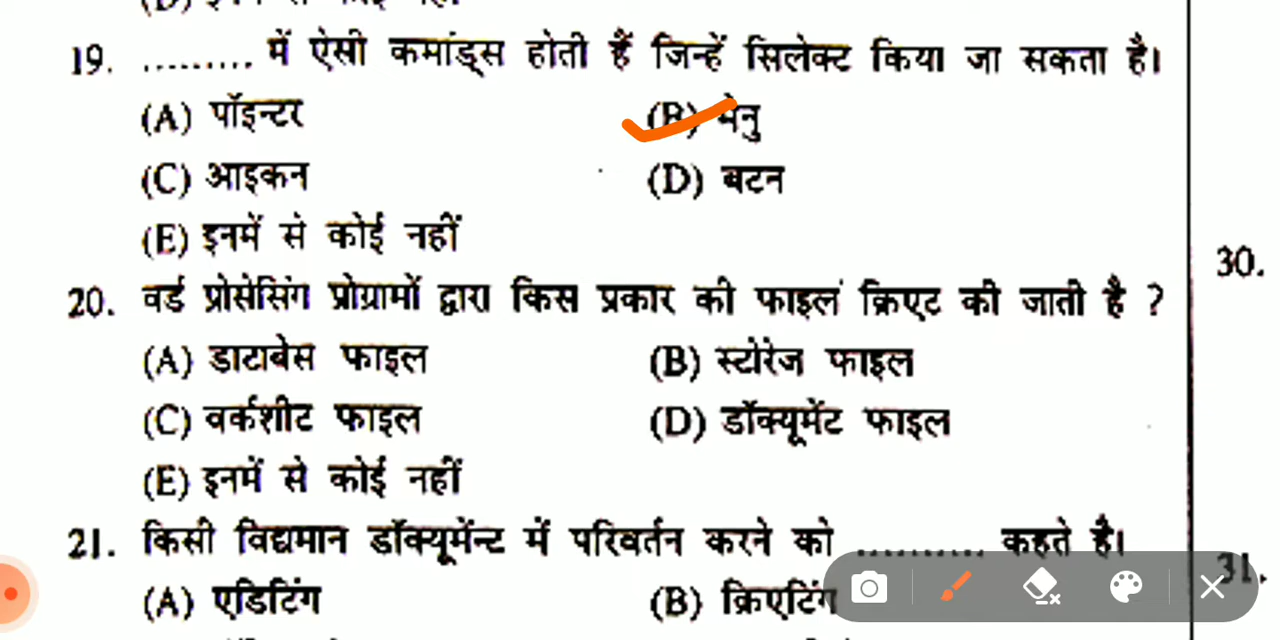 19. ......... में ऐसी कमांड्स होती हैं जिन्हें सिलेक्ट किया जा सकता है।
(A) पॉइन्टर (B) मेनु
(C) आइकन (D) बटन
(E) इनमें से कोई नहीं
30.
20. वर्ड प्रोसेसिंग प्रोग्रामों द्वारा किस प्रकार की फाइलं क्रिएट की जाती है ?
(A) डाटाबेस फाइल (B) स्टोरेज फाइल
(C) वर्कशीट फाइल (D) डॉक्यूमेंट फाइल
(E) इनमें से कोई नहीं
21. किसी विद्यमान डॉक्यूमेंन्ट में परिवर्तन करने को .......... कहते है।
31.
(A) एडिटिंग (B) क्रिएटिंग